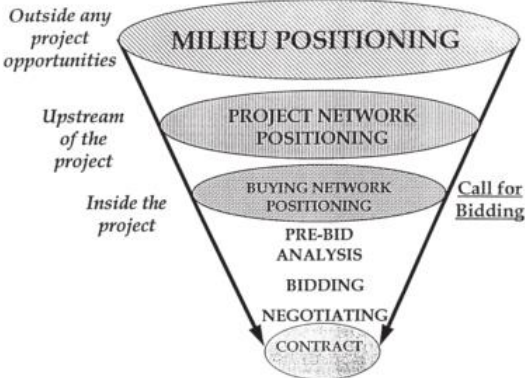 Outside any
project
opportunities
MILIEU POSITIONING
Upstream
of the
project
PROJECT NETWORK
POSITIONING
Inside the
project
BUYING NETWORK
POSITIONING
Call for
Bidding
PRE-BID
ANALYSIS
BIDDING
NEGOTIATING
CONTRACT